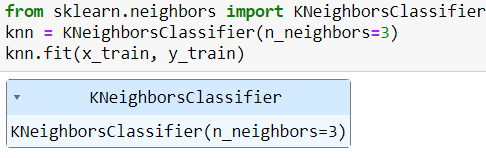 from sklearn.neighbors import KNeighborsClassifier
knn = KNeighborsClassifier(n_neighbors=3)
knn.fit(x_train, y_train)
KNeighborsClassifier
KNeighborsClassifier(n_neighbors=3)